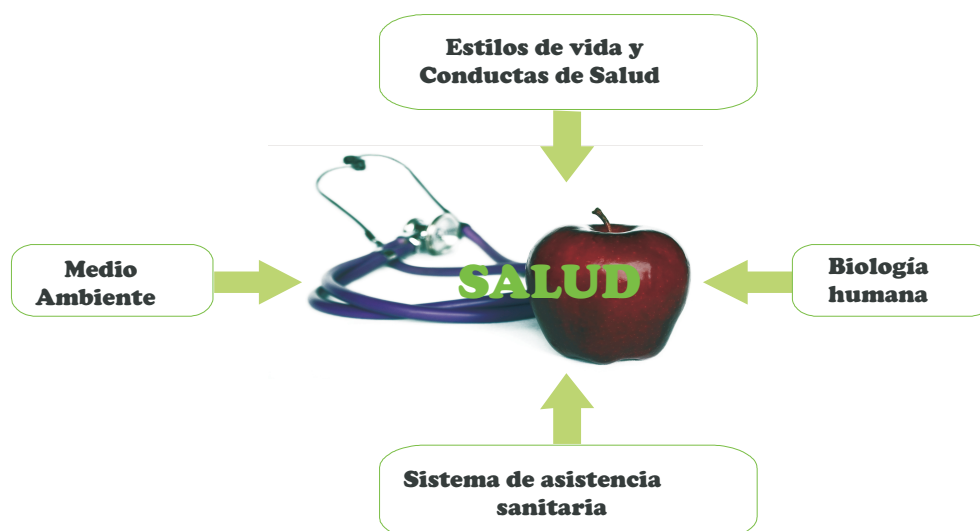 Estilos de vida y
Conductas de Salud
Medio
Ambiente
SALUD
Biología
humana
Sistema de asistencia
sanitaria